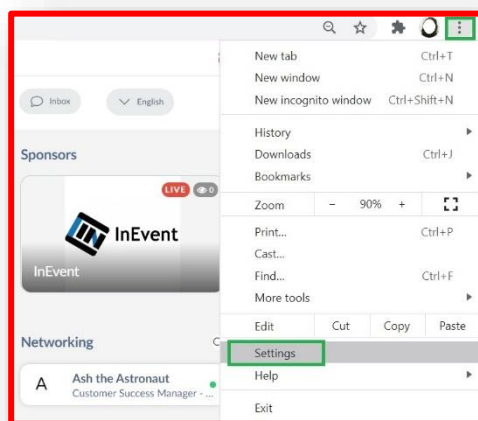 Inbox
English
Sponsors
LIVE 0
InEvent
InEvent
Networking
A
Ash the Astronaut
Customer Success Manager - ...
New tab Ctrl+T
New window Ctrl+N
New incognito window Ctrl+Shift+N
History
Downloads Ctrl+J
Bookmarks
Zoom - 90% +
Print... Ctrl+P
Cast...
Find... Ctrl+F
More tools
Edit Cut Copy Paste
Settings
Help
Exit